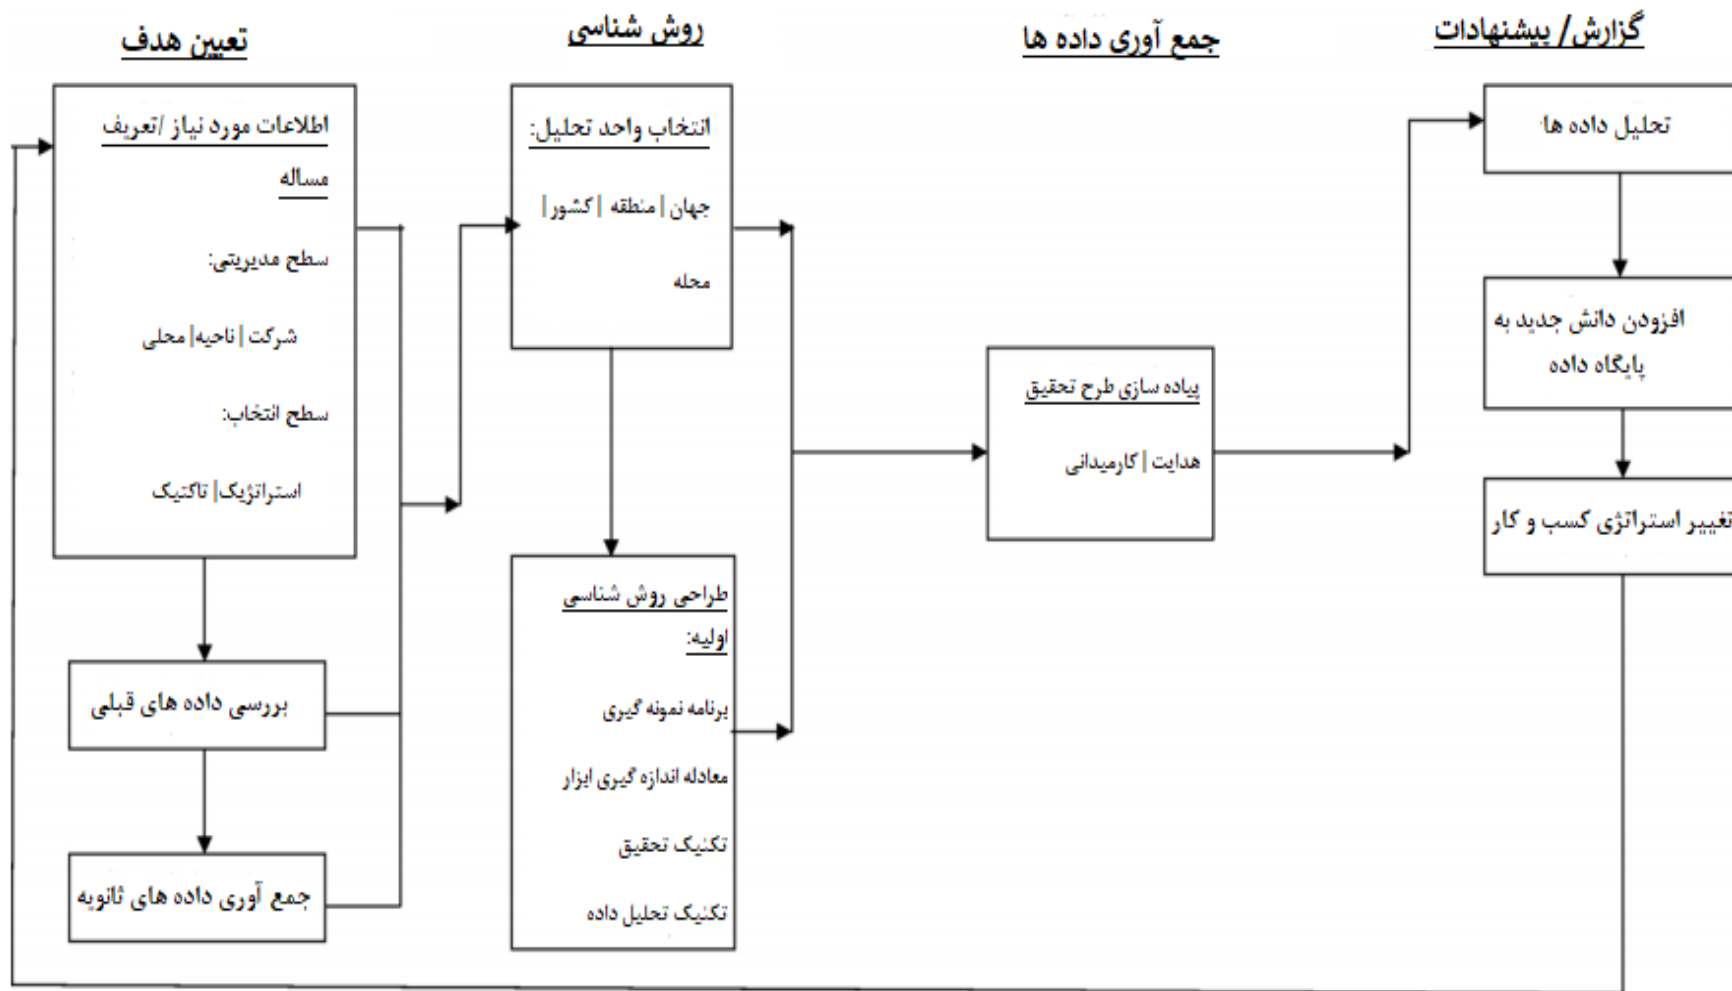 تعیین هدف
اطلاعات مورد نیاز /تعریف
مساله
سطح مدیریتی:
شرکت|ناحیه|محلی
سطح انتخاب:
استراتژیک|تاکتیک
بررسی داده های قبلی
جمع آوری داده های ثانویه
روش شناسی
انتخاب واحد تحلیل:
جهان|منطقه |کشور|
محله
طراحی روش شناسی
اولیه:
برنامه نمونه گیری
معادله اندازه گیری ابزار
تکنیک تحقیق
تکنیک تحلیل داده
جمع آوری داده ها
پیاده سازی طرح تحقیق
هدایت|کارمیدانی
گزارش/ پیشنهادات
تحلیل داده ها
افزودن دانش جدید به
پایگاه داده
تغییر استراتژی کسب و کار